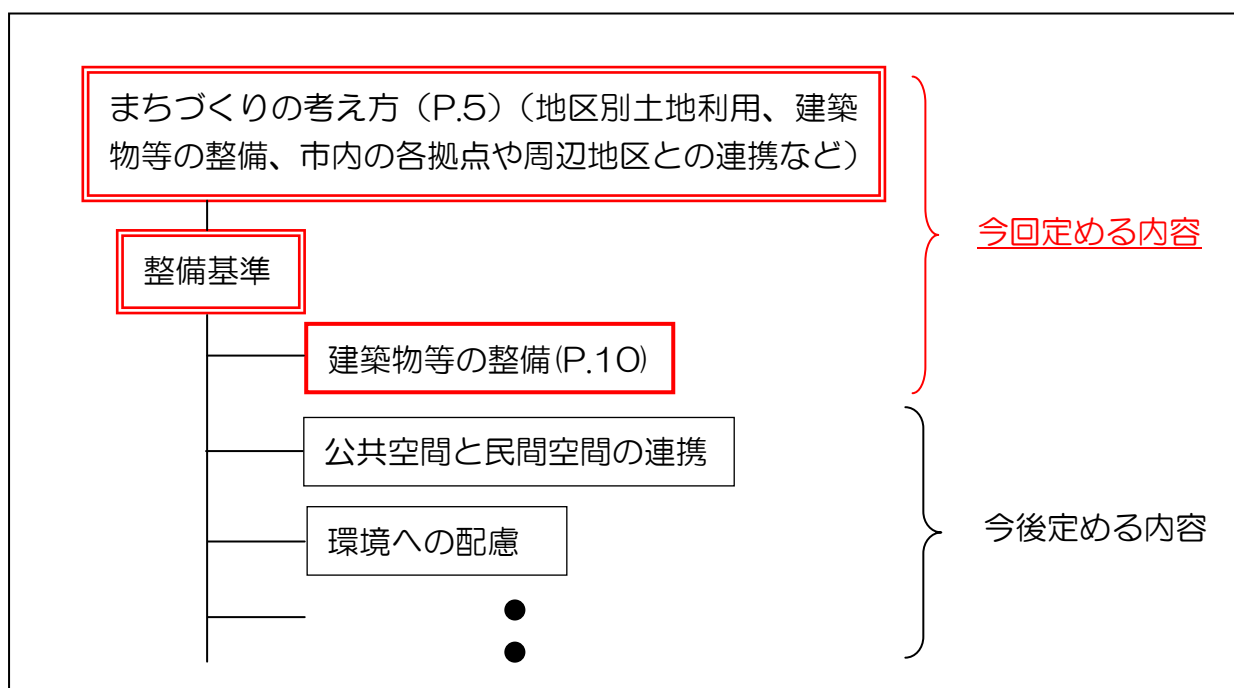 まちづくりの考え方（P.5）（地区別土地利用、建築
物等の整備、市内の各拠点や周辺地区との連携など）
今回定める内容
整備基準
建築物等の整備(P.10)
公共空間と民間空間の連携
環境への配慮
今後定める内容